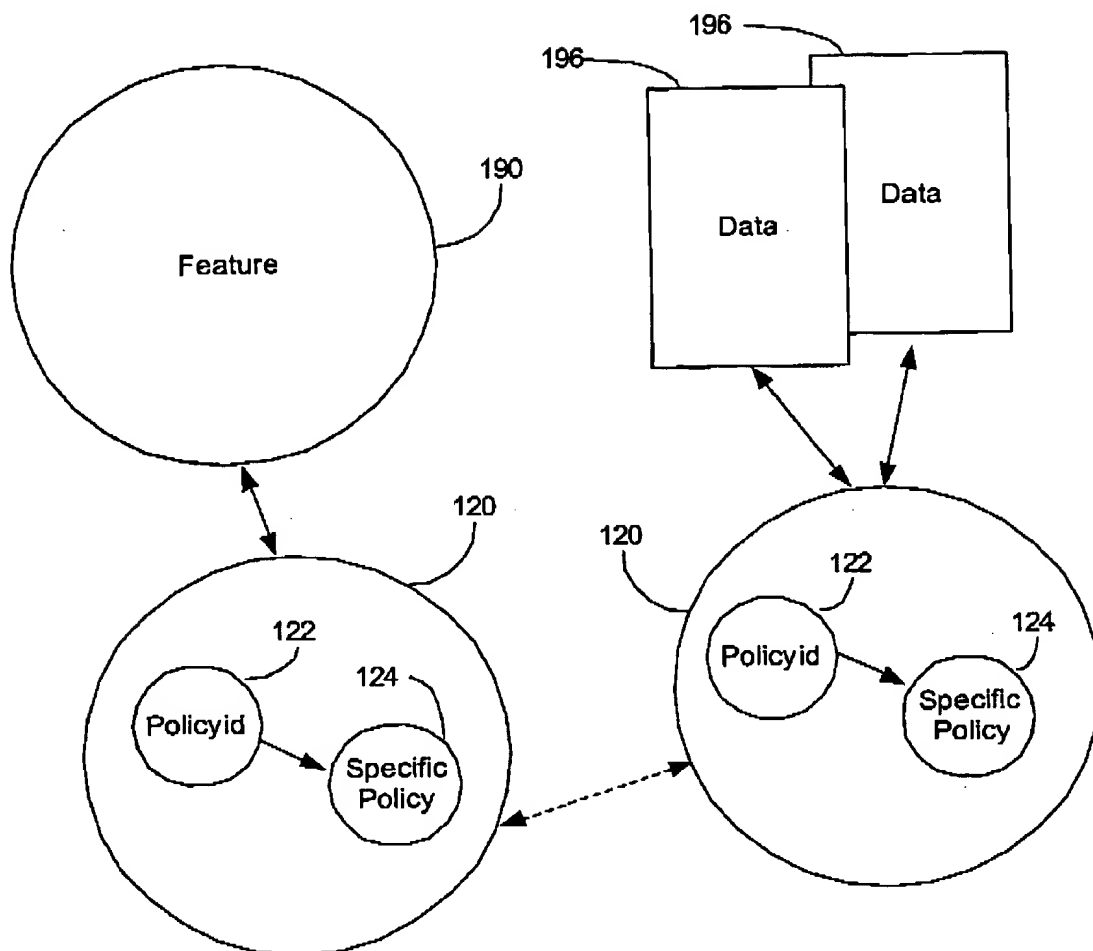 196
196
190
Feature
Data
Data
120
120
122
122
124
124
Policyid
Specific
Policy
Policyid
Specific
Policy